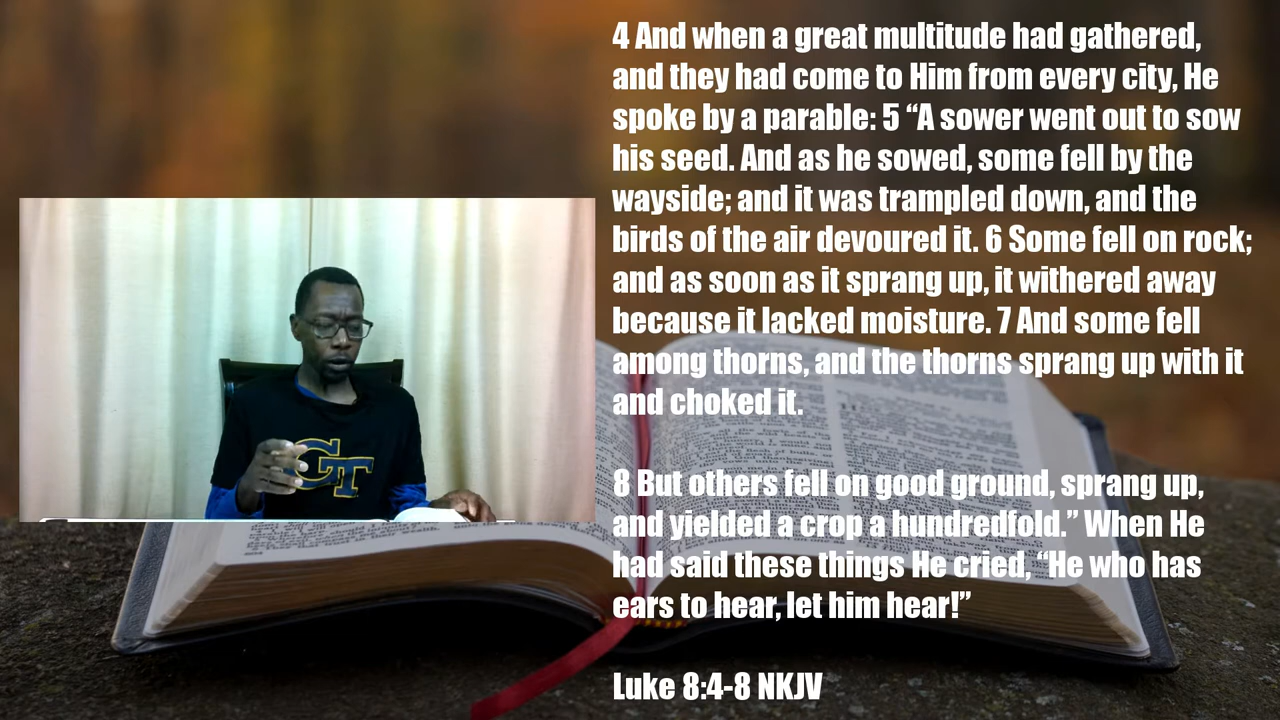 4 And when a great multitude had gathered,
and they had come to Him from every city, He
spoke by a parable: 5 “A sower went out to sow
his seed. And as he sowed, some fell by the
wayside; and it was trampled down, and the
birds of the air devoured it. 6 Some fell on rock;
and as soon as it sprang up, it withered away
because it lacked moisture. 7 And some fell
among thorns, and the thorns sprang up with it
and choked it.
8 But others fell on good ground, sprang up,
and yielded a crop a hundredfold.” When He
had said these things He cried, “He who has
ears to hear, let him hear!”
Luke 8:4-8 NKJV
GT